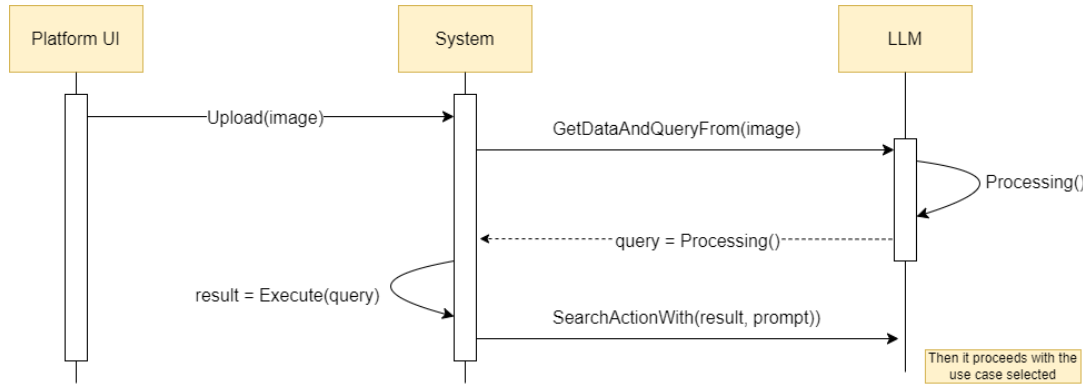 Platform UI
System
LLM
Upload(image)
GetDataAndQueryFrom(image)
Processing()
query = Processing()
result = Execute(query)
SearchActionWith(result, prompt))
Then it proceeds with the
use case selected